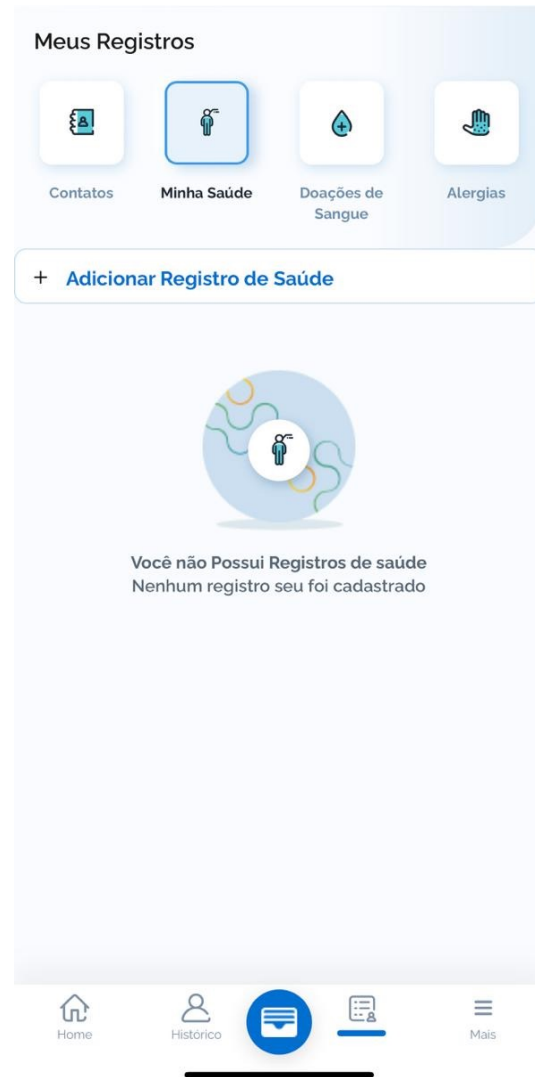 Meus Registros
Contatos
Minha Saúde
Doações de
Sangue
Alergias
+ Adicionar Registro de Saúde
Você não Possui Registros de saúde
Nenhum registro seu foi cadastrado
Home
Histórico
Mais